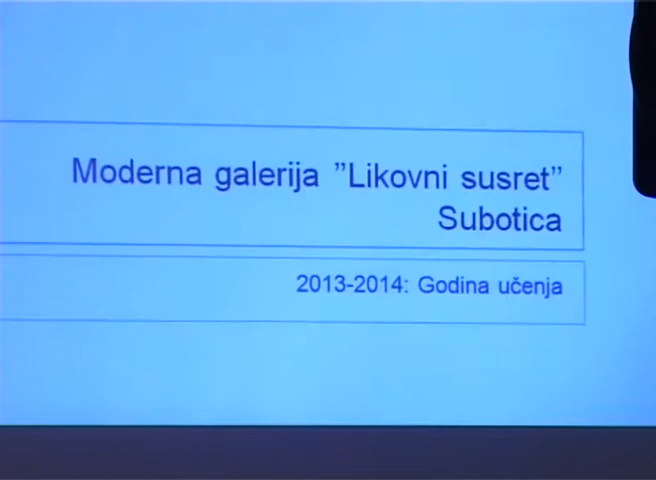 Moderna galerija ”Likovni susret”
Subotica
2013-2014: Godina učenja